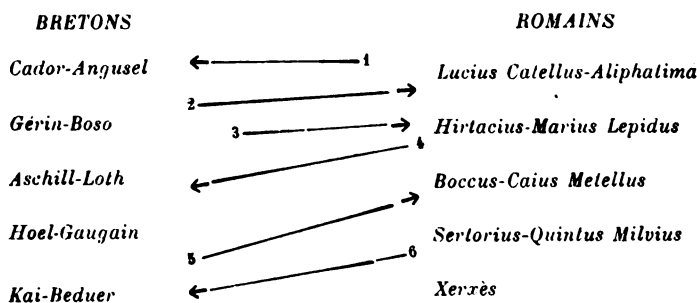 BRETONS ROMAINS
Cador-Angusel 1 Lucius Catellus-Aliphatima
2
Gérin-Boso 3 Hirtacius-Marius Lepidus
4
Aschill-Loth Boccus-Caius Metellus
Hoel-Gaugain Sertorius-Quintus Milvius
5 6
Kai-Beduer Xerxès